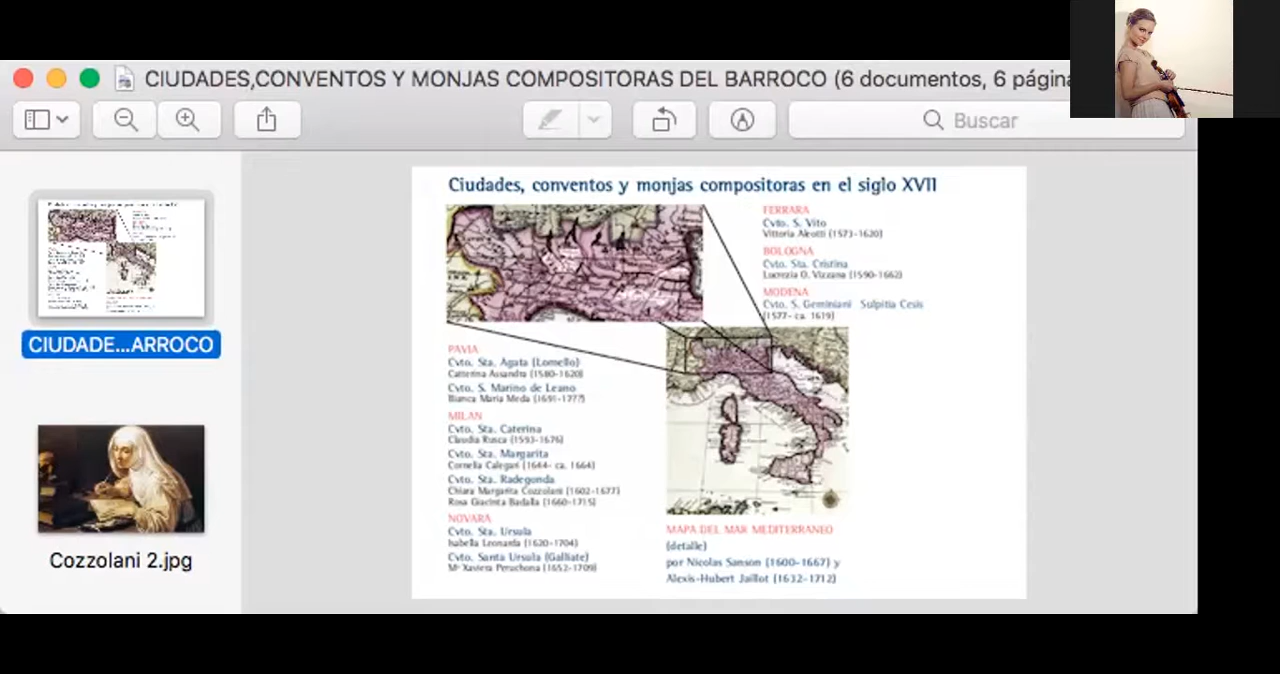 CIUDADES,CONVENTOS Y MONJAS COMPOSITORAS DEL BARROCO (6 documentos, 6 página
Buscar
CIUDADE...ARROCO
Cozzolani 2.jpg
Ciudades, conventos y monjas compositoras en el siglo XVII
FERRARA
Cvto. S. Vito
Vittoria Aleotti (1573-1620)
BOLOGNA
Cvto. Sta. Cristina
Lucrezia O. Vizzana (1590-1662)
MODENA
Cvto. S. Geminiani Sulpitia Cesis
(1577- ca. 1619)
PAVIA
Cvto. Sta. Agata (Lomello)
Catterina Assandra (1580-1620)
Cvto. S. Marino de Leano
Bianca Maria Meda (1691-1777)
MILAN
Cvto. Sta. Caterina
Claudia Rusca (1593-1676)
Cvto. Sta. Margarita
Cornelia Calegari (1644- ca. 1664)
Cvto. Sta. Radegonda
Chiara Margarita Cozzolani (1602-1677)
Rosa Giacinta Badalla (1660-1715)
NOVARA
Cvto. Sta. Ursula
Isabella Leonarda (1620-1704)
Cvto. Santa Ursula (Galliate)
Mª Xaviera Peruchona (1652-1709)
MAPA DEL MAR MEDITERRANEO
(detalle)
por Nicolas Sanson (1600-1667) y
Alexis-Hubert Jaillot (1632-1712)